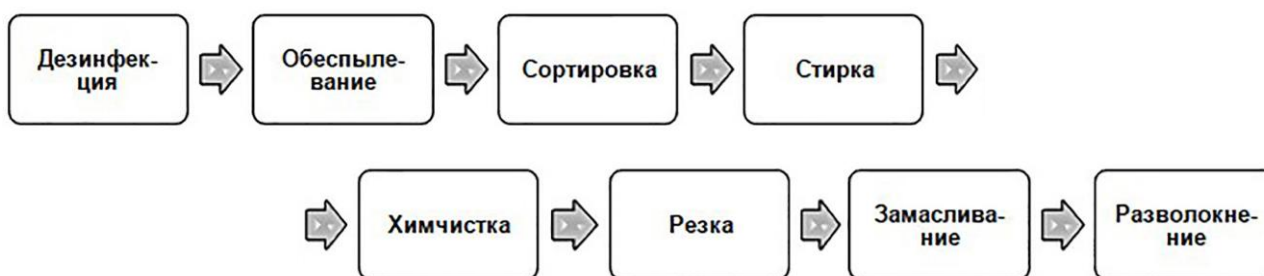 Дезинфек-
ция
Обеспыле-
вание
Сортировка
Стирка
Химчистка
Резка
Замаслива-
ние
Разволокне-
ние